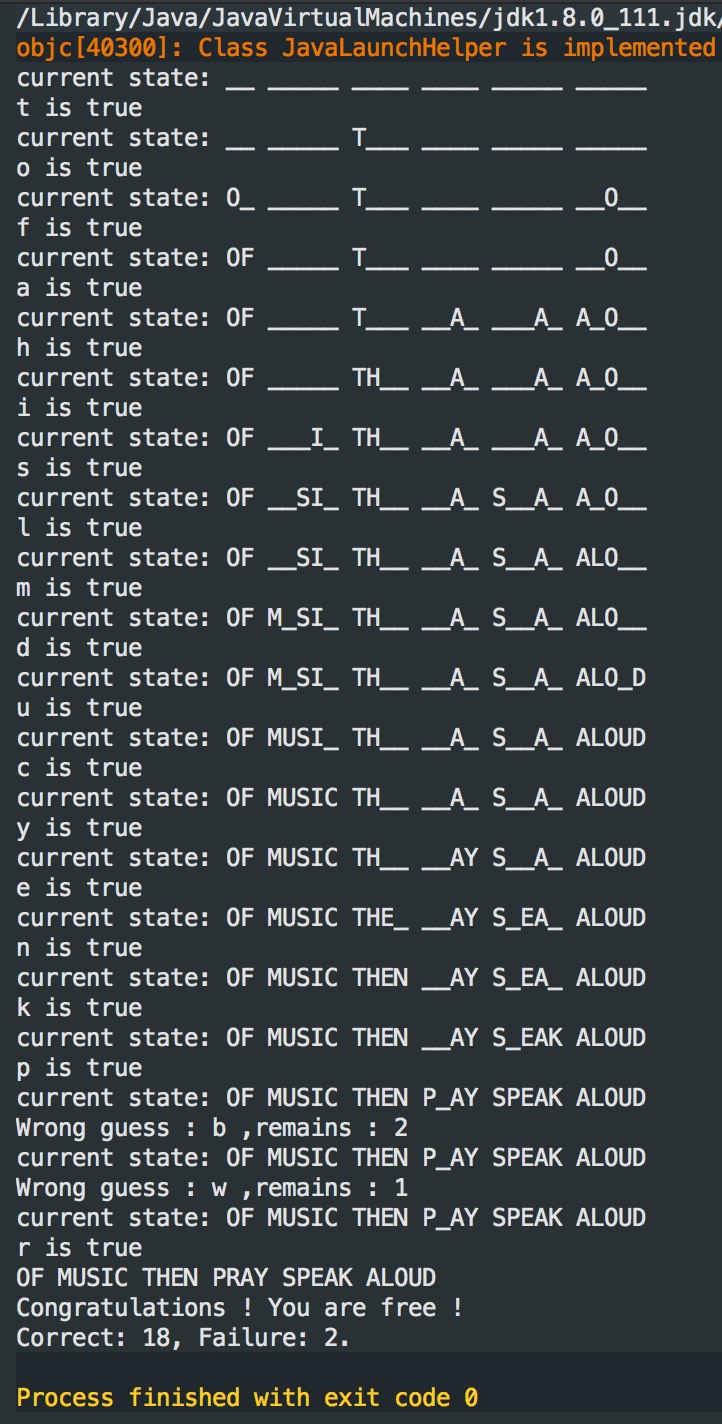 /Library/Java/JavaVirtualMachines/jdk1.8.0_111.jdk/
objc[40300]: Class JavaLaunchHelper is implemented
current state: __ _____ ____ ____ _____ _____
t is true
current state: __ _____ T___ ____ _____ _____
o is true
current state: O_ _____ T___ ____ _____ __O__
f is true
current state: OF _____ T___ ____ _____ __O__
a is true
current state: OF _____ T___ __A_ ___A_ A_O__
h is true
current state: OF _____ TH__ __A_ ___A_ A_O__
i is true
current state: OF ___I_ TH__ __A_ ___A_ A_O__
s is true
current state: OF __SI_ TH__ __A_ S__A_ A_O__
l is true
current state: OF __SI_ TH__ __A_ S__A_ ALO__
m is true
current state: OF M_SI_ TH__ __A_ S__A_ ALO__
d is true
current state: OF M_SI_ TH__ __A_ S__A_ ALO_D
u is true
current state: OF MUSI_ TH__ __A_ S__A_ ALOUD
c is true
current state: OF MUSIC TH__ __A_ S__A_ ALOUD
y is true
current state: OF MUSIC TH__ __AY S__A_ ALOUD
e is true
current state: OF MUSIC THE_ __AY S_EA_ ALOUD
n is true
current state: OF MUSIC THEN __AY S_EA_ ALOUD
k is true
current state: OF MUSIC THEN __AY S_EAK ALOUD
p is true
current state: OF MUSIC THEN P_AY SPEAK ALOUD
Wrong guess : b ,remains : 2
current state: OF MUSIC THEN P_AY SPEAK ALOUD
Wrong guess : w ,remains : 1
current state: OF MUSIC THEN P_AY SPEAK ALOUD
r is true
OF MUSIC THEN PRAY SPEAK ALOUD
Congratulations ! You are free !
Correct: 18, Failure: 2.
Process finished with exit code 0